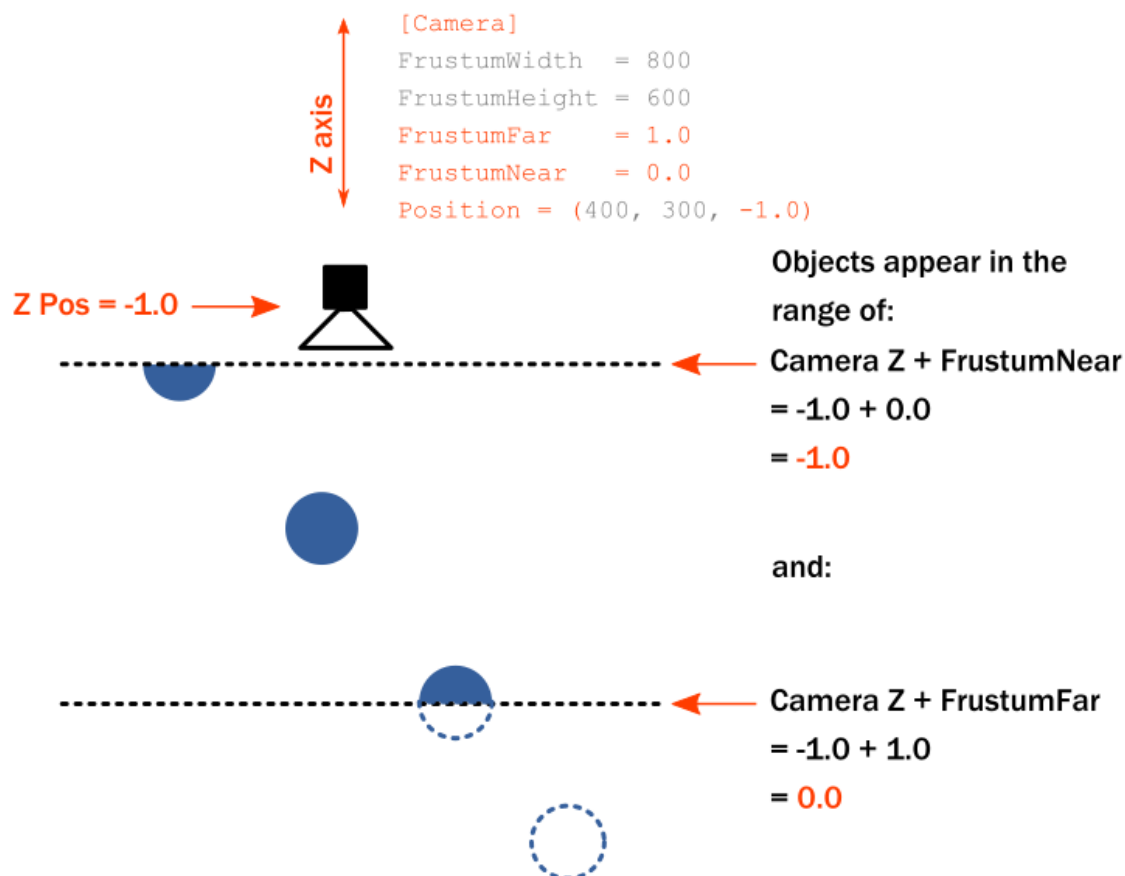 [Camera]
FrustumWidth  = 800
FrustumHeight = 600
FrustumFar    = 1.0
FrustumNear   = 0.0
Position = (400, 300, -1.0)
Z axis
Z Pos = -1.0
Objects appear in the
range of:
Camera Z + FrustumNear
= -1.0 + 0.0
= -1.0
and:
Camera Z + FrustumFar
= -1.0 + 1.0
= 0.0